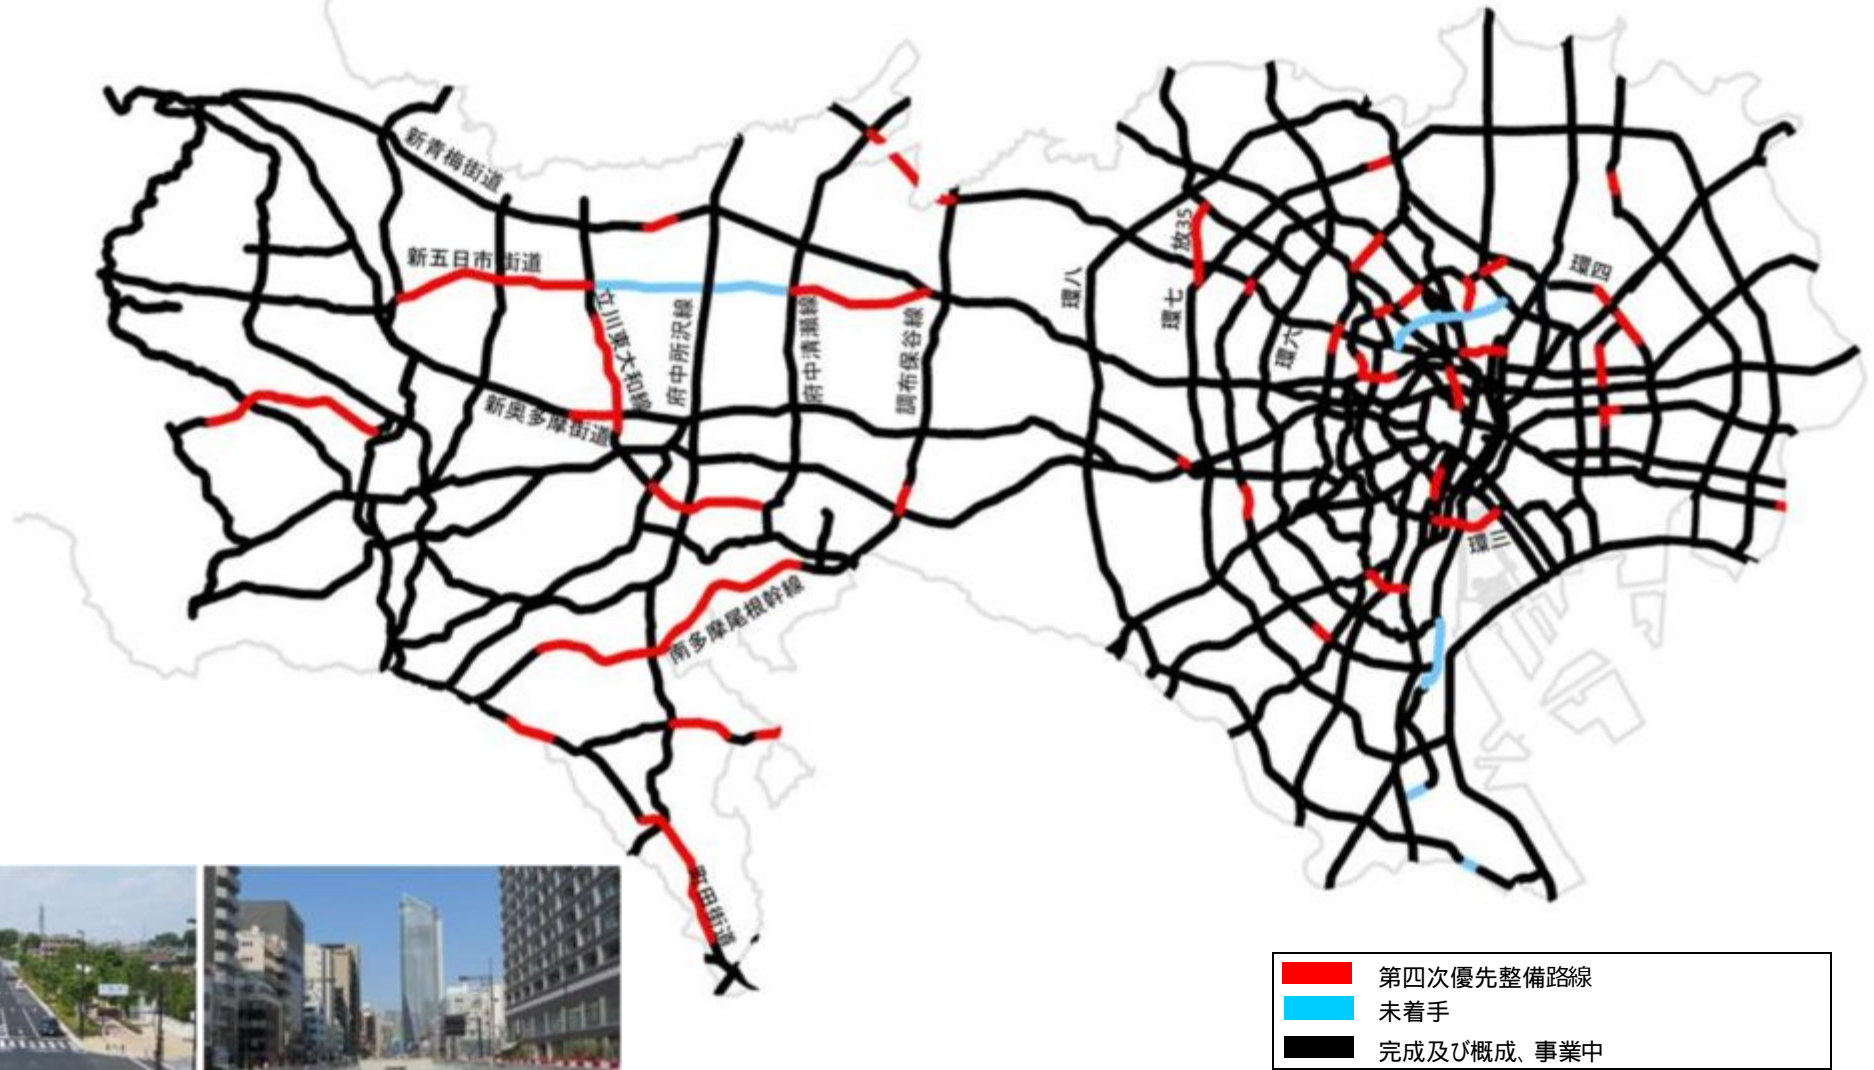 新青梅街道
新五日市街道
立川東大和線
府中所沢線
府中清瀬線
調布保谷線
新奥多摩街道
南多摩尾根幹線
町田街道
環八
環七
放35
環六
環四
環三
第四次優先整備路線
未着手
完成及び概成、事業中